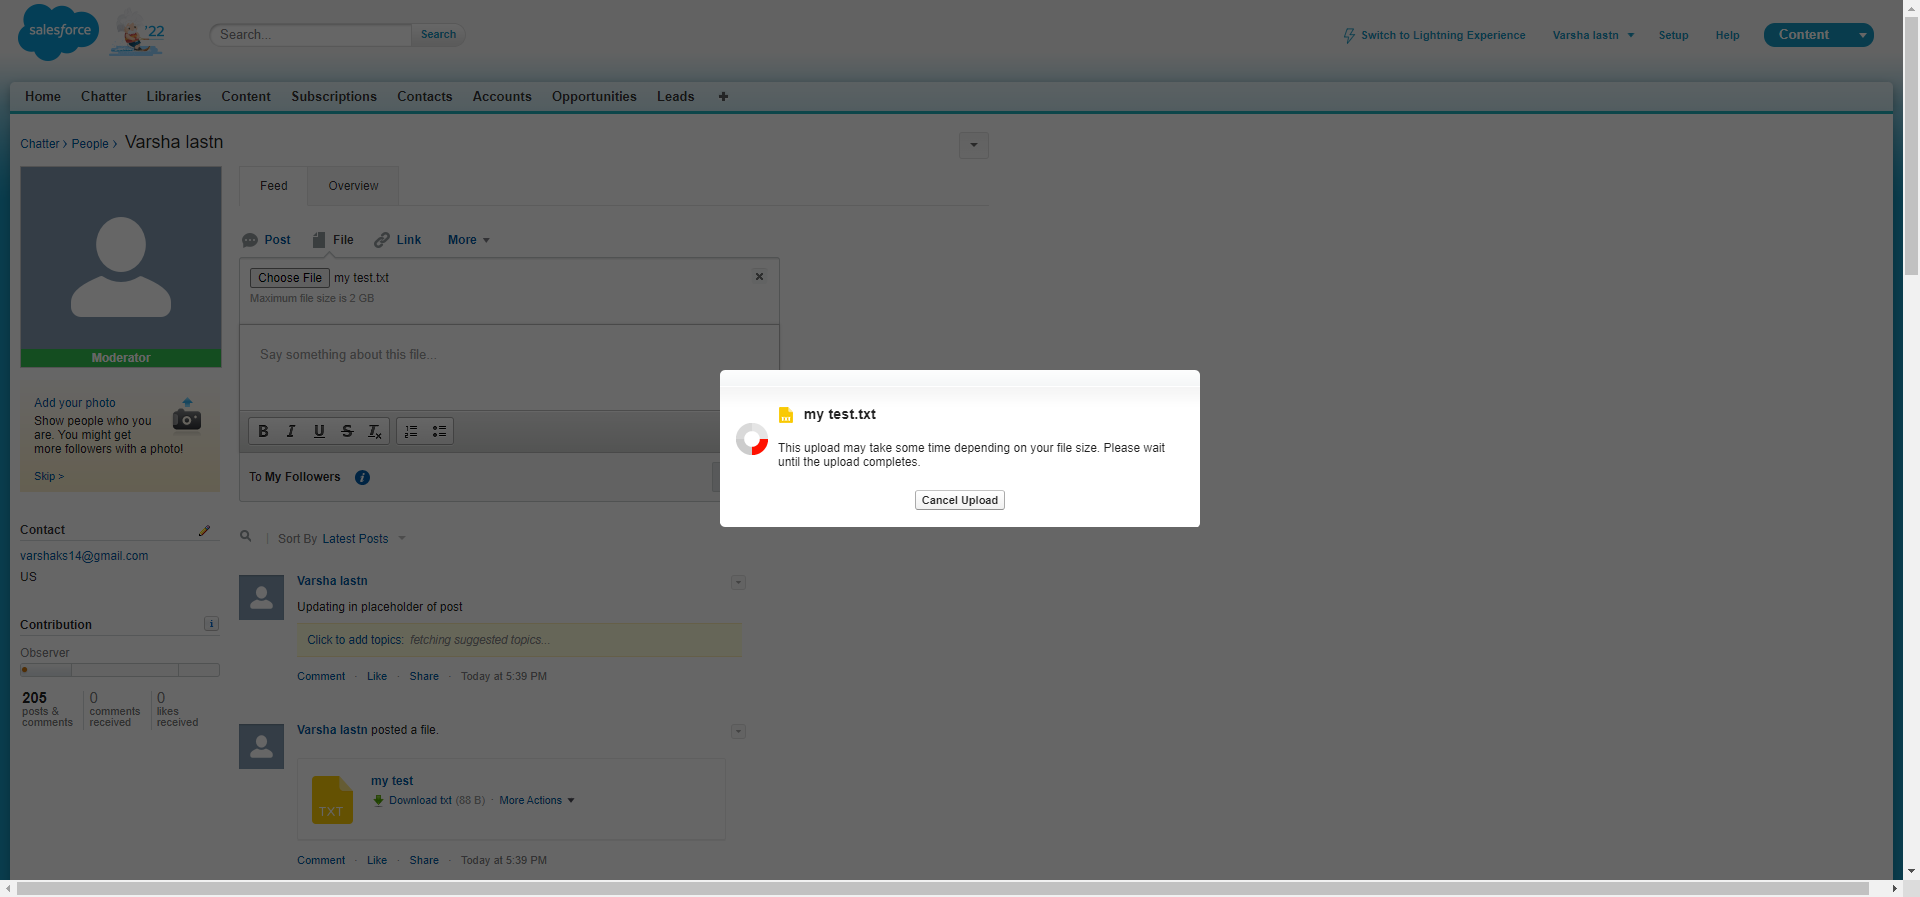 salesforce
'22
Search...
Search
Switch to Lightning Experience
Varsha lastn
Setup
Help
Content
Home
Chatter
Libraries
Content
Subscriptions
Contacts
Accounts
Opportunities
Leads
+
Chatter › People › Varsha lastn
Moderator
Add your photo
Show people who you
are. You might get
more followers with a photo!
Skip >
Contact
varshaks14@gmail.com
US
Contribution
i
Observer
205
posts &
comments
0
comments
received
0
likes
received
Feed
Overview
Post
File
Link
More
Choose File my test.txt
Maximum file size is 2 GB
Say something about this file...
B I U S Tx
To My Followers
i
Sort By Latest Posts
Varsha lastn
Updating in placeholder of post
Click to add topics: fetching suggested topics...
Comment · Like · Share · Today at 5:39 PM
Varsha lastn posted a file.
TXT
my test
Download txt (88 B) · More Actions
Comment · Like · Share · Today at 5:39 PM
my test.txt
This upload may take some time depending on your file size. Please wait
until the upload completes.
Cancel Upload